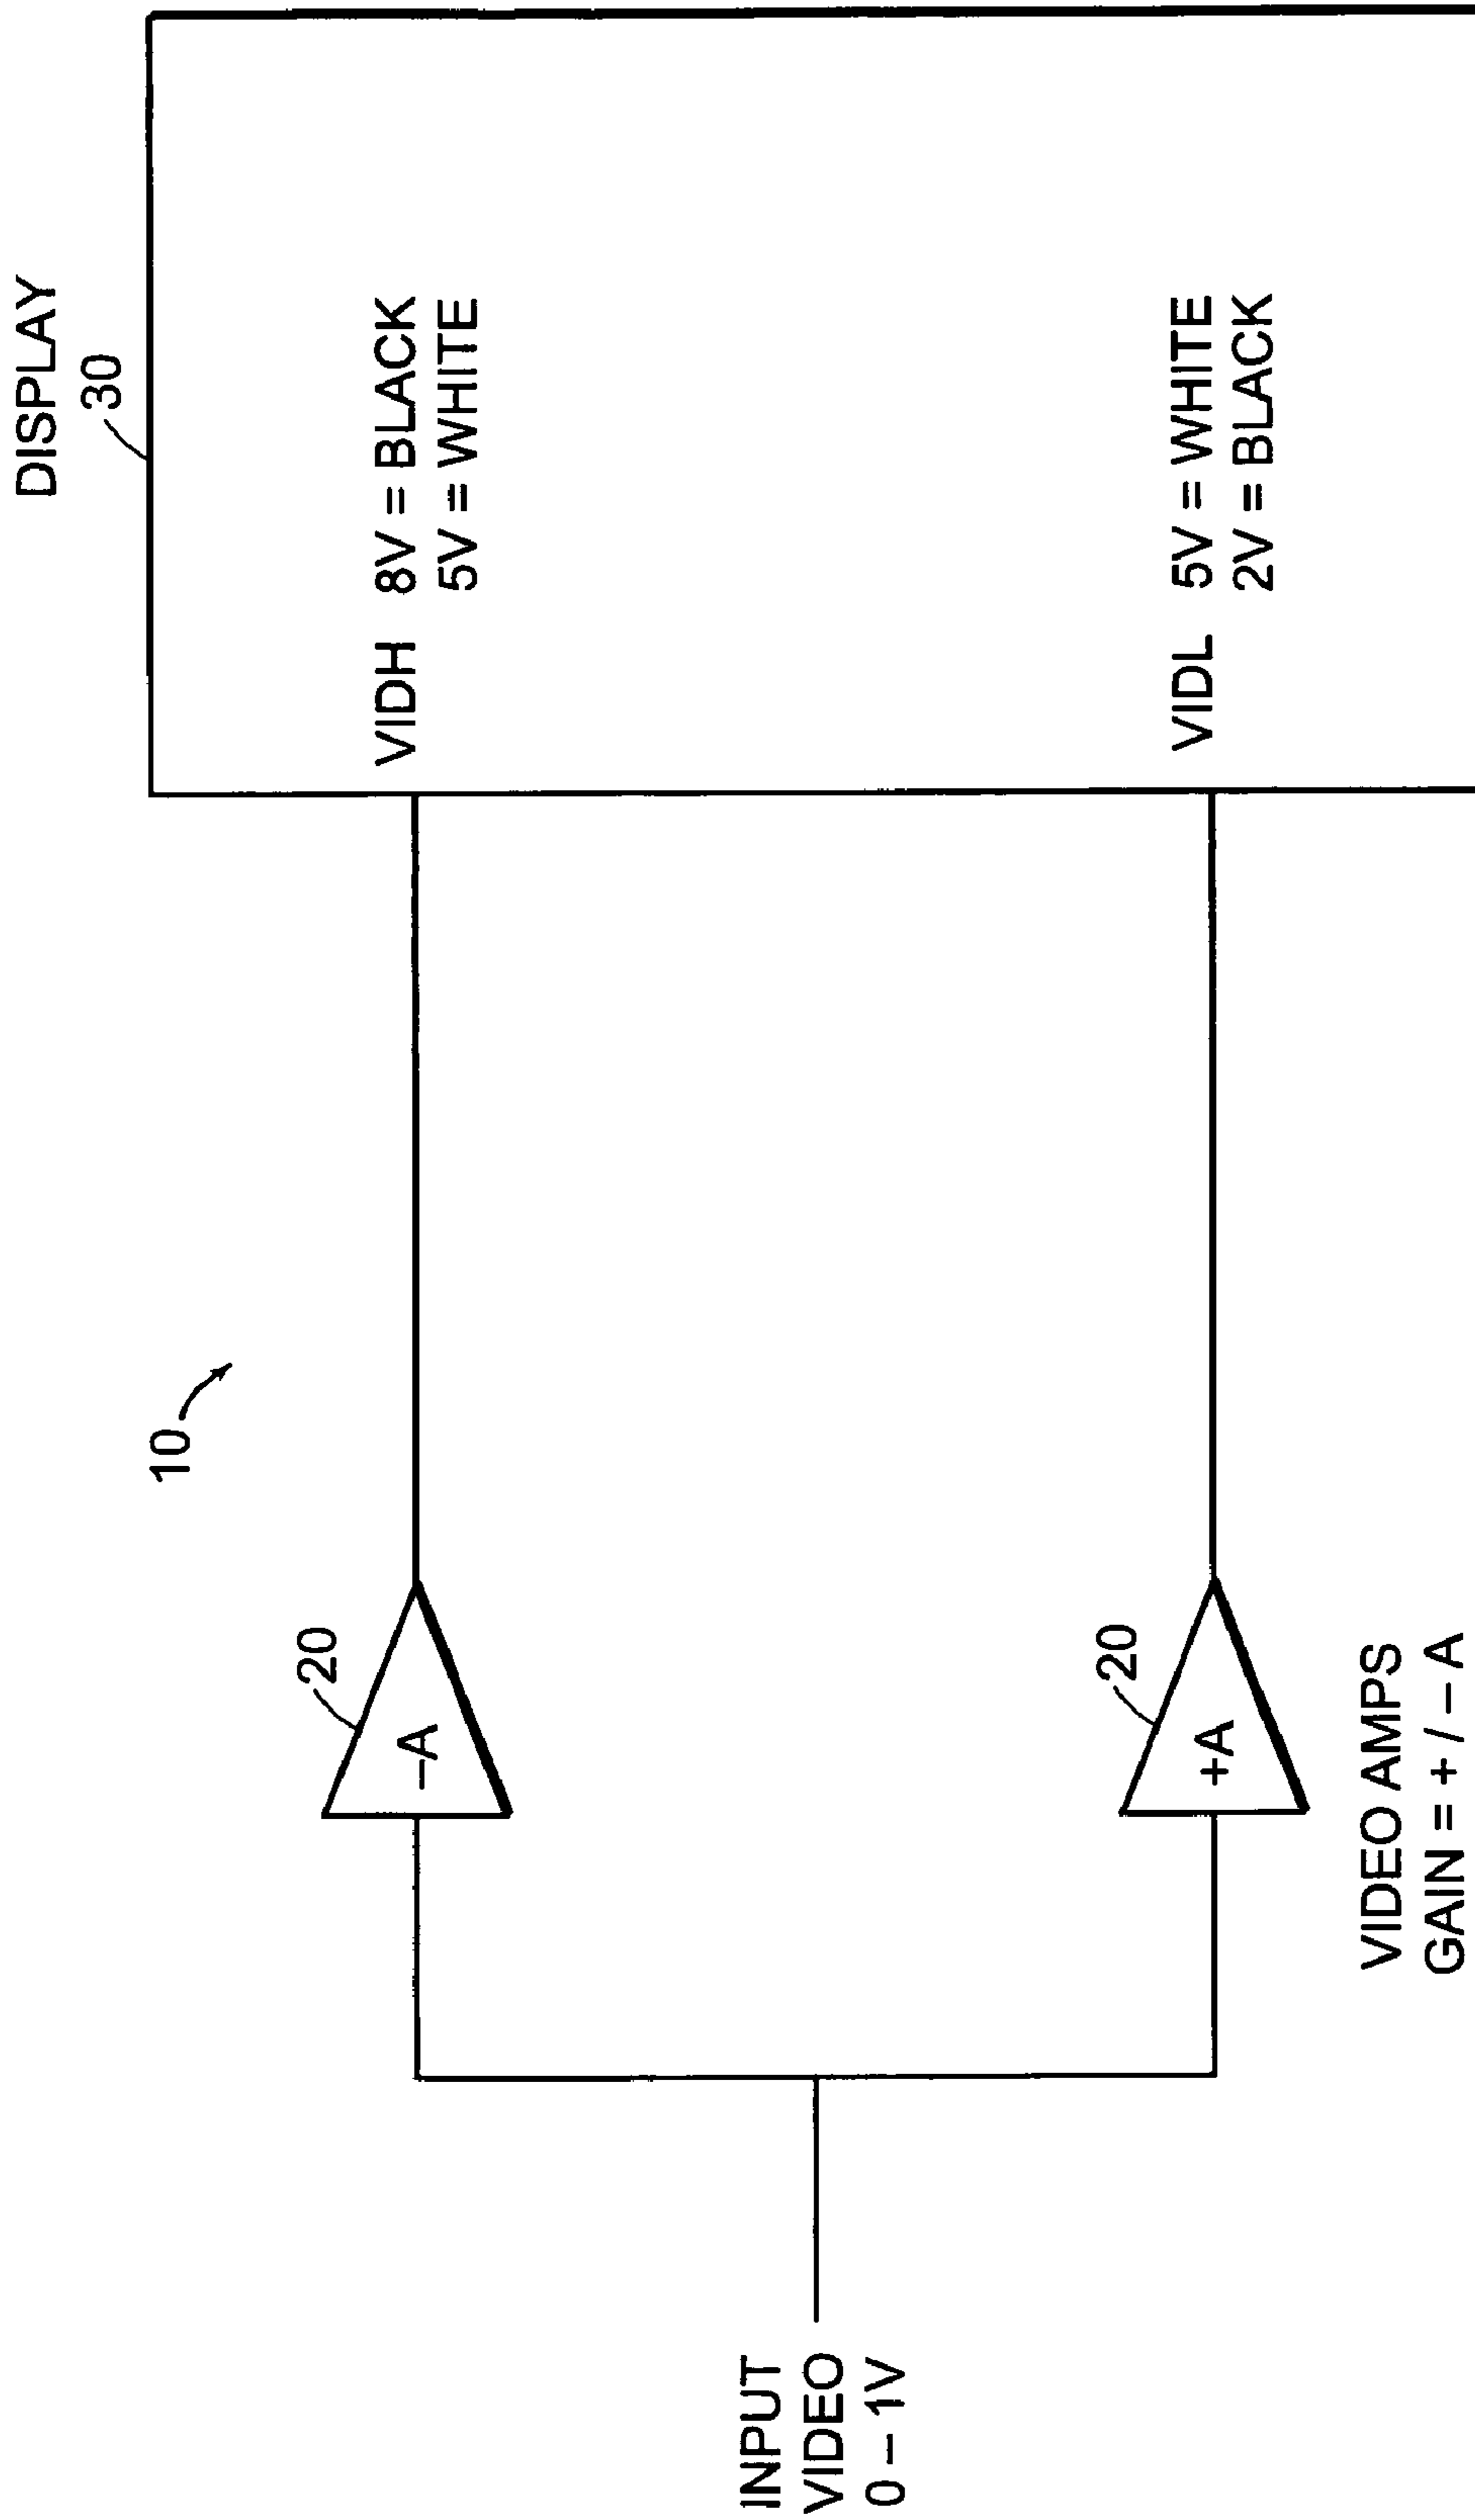 DISPLAY
30
10
20
-A
VIDH 8V = BLACK
5V = WHITE
INPUT
VIDEO
0 – 1V
20
+A
VIDL 5V = WHITE
2V = BLACK
VIDEO AMPS
GAIN = + / – A